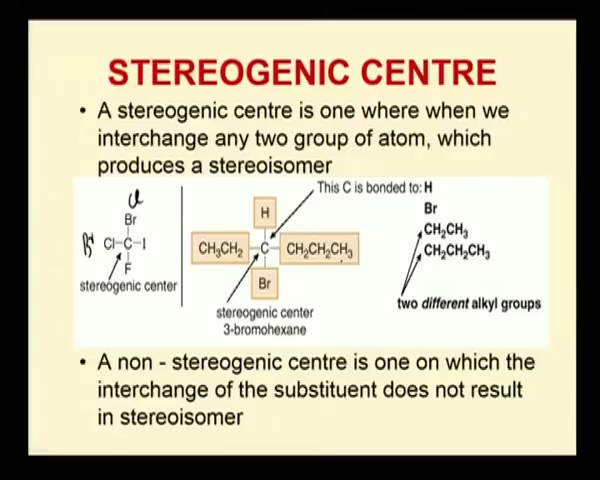 STEREOGENIC CENTRE
• A stereogenic centre is one where when we
interchange any two group of atom, which
produces a stereoisomer
Cl
Br
Br
Cl-C-I
F
stereogenic center
This C is bonded to: H
Br
CH2CH3
CH2CH2CH3
two different alkyl groups
H
CH3CH2 C CH2CH2CH3
Br
stereogenic center
3-bromohexane
• A non - stereogenic centre is one on which the
interchange of the substituent does not result
in stereoisomer